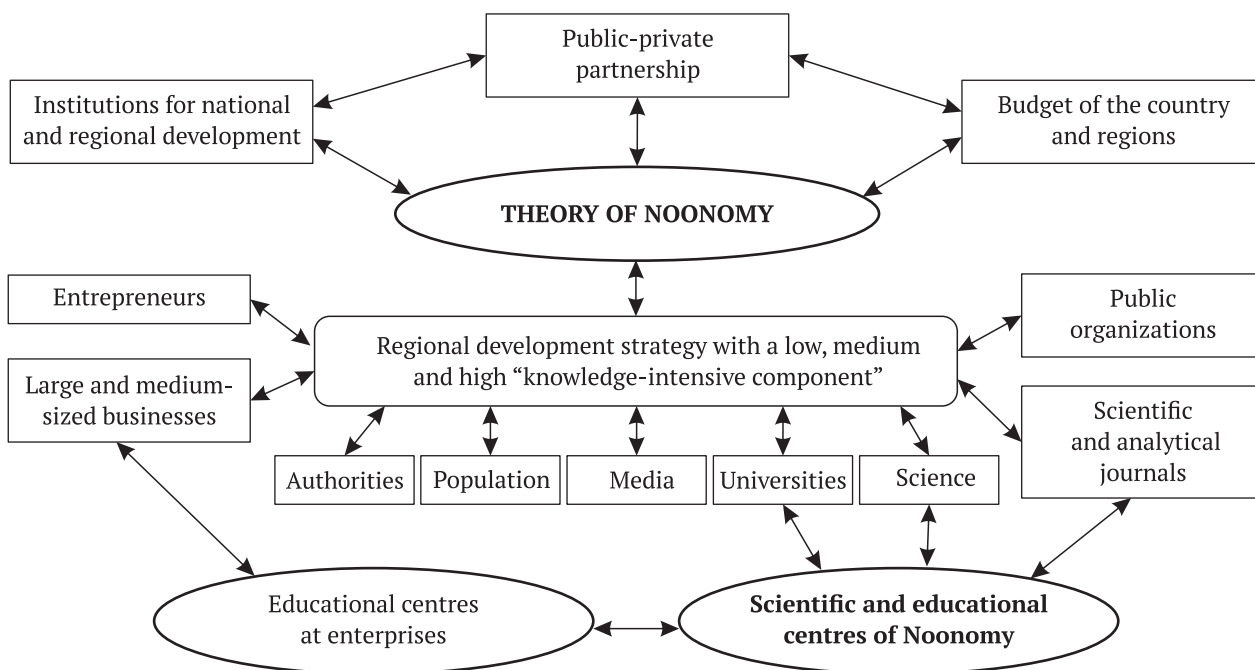 Public-private
partnership
Institutions for national
and regional development
Budget of the country
and regions
THEORY OF NOONOMY
Entrepreneurs
Public
organizations
Regional development strategy with a low, medium
and high “knowledge-intensive component”
Large and medium-
sized businesses
Scientific
and analytical
journals
Authorities
Population
Media
Universities
Science
Educational centres
at enterprises
Scientific and educational
centres of Noonomy